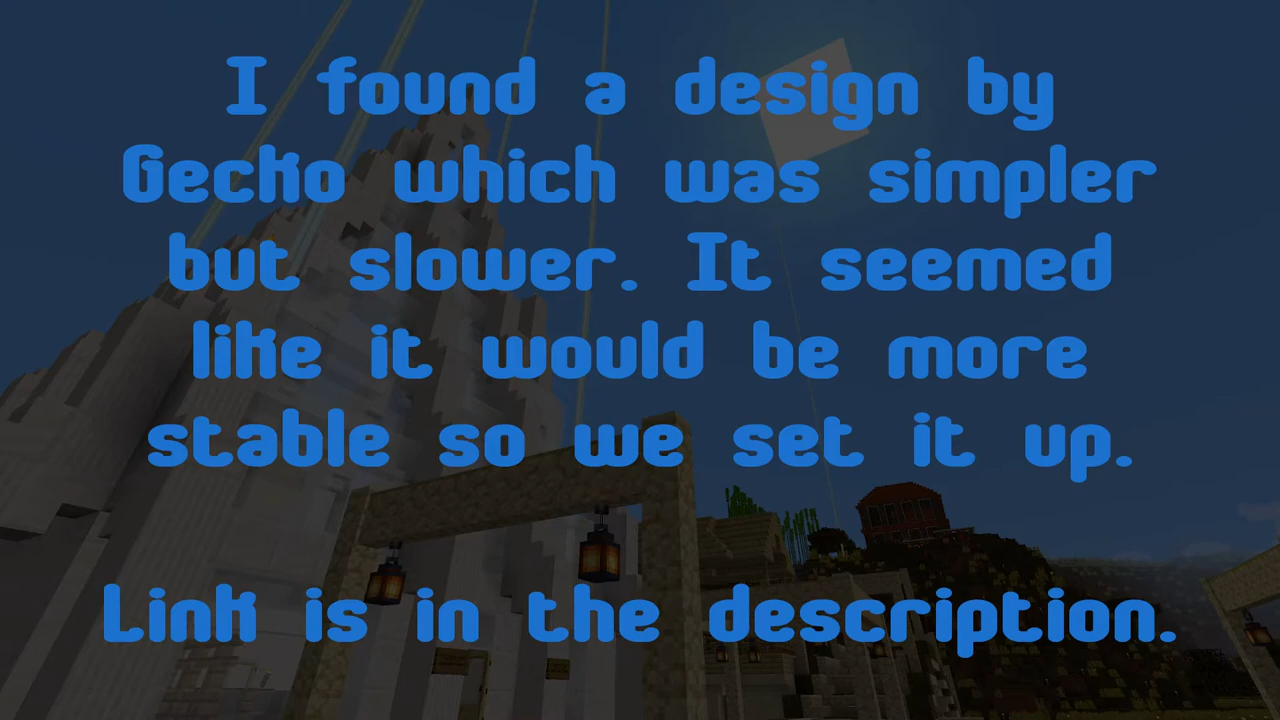 I found a design by
Gecko which was simpler
but slower. It seemed
like it would be more
stable so we set it up.
Link is in the description.